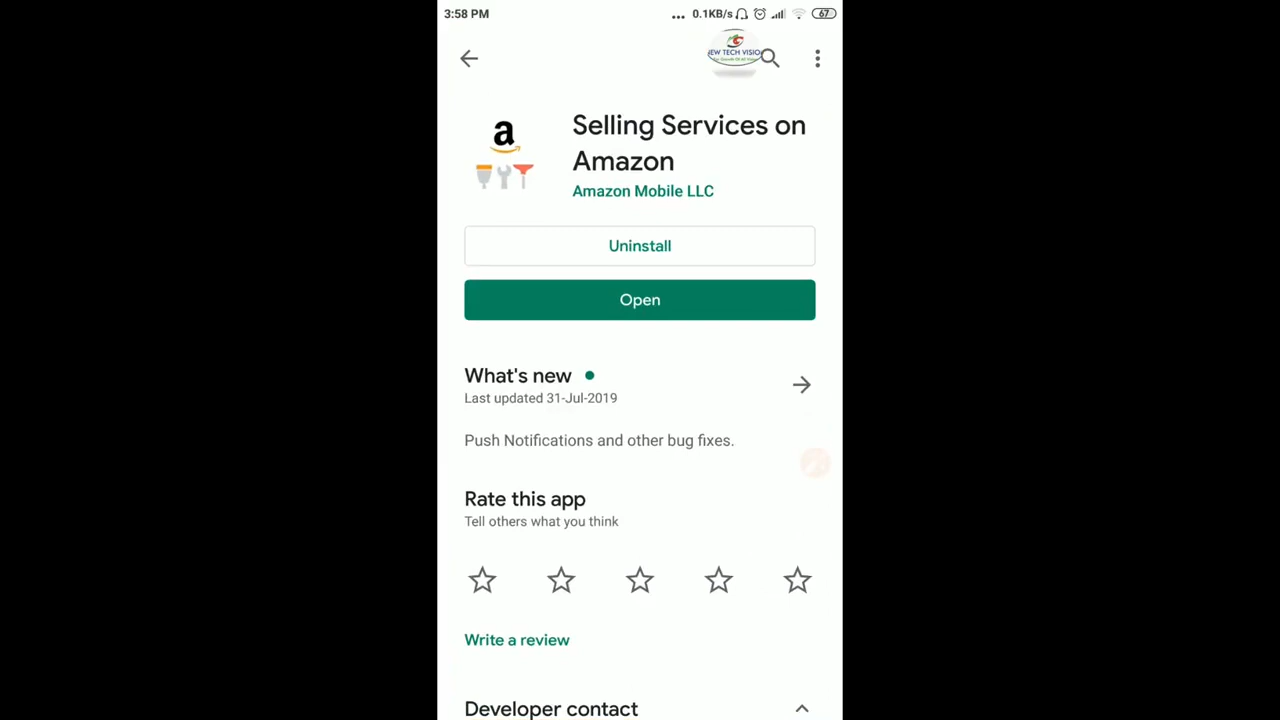 3:58 PM
... 0.1KB/s 67
Selling Services on
Amazon
Amazon Mobile LLC
a
Uninstall
Open
What's new
Last updated 31-Jul-2019
Push Notifications and other bug fixes.
Rate this app
Tell others what you think
Write a review
Developer contact